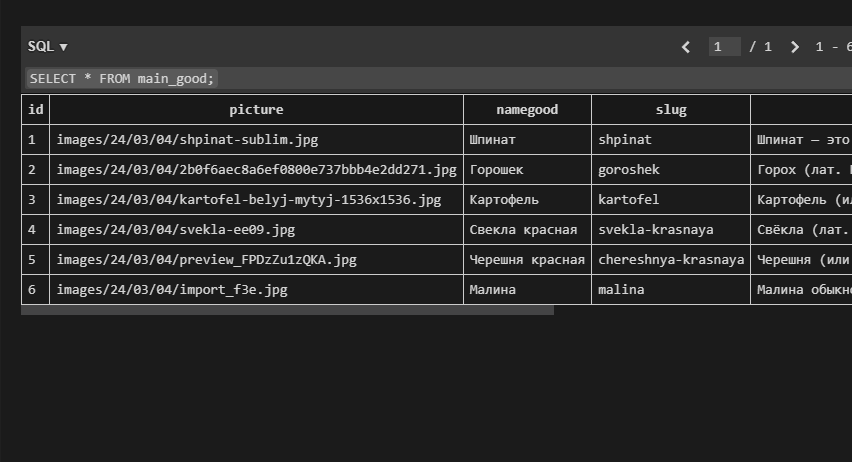 SQL ▼ 1 / 1 1 - 6
SELECT * FROM main_good;
id picture namegood slug
1 images/24/03/04/shpinat-sublim.jpg Шпинат shpinat Шпинат — это
2 images/24/03/04/2b0f6aec8a6ef0800e737bbb4e2dd271.jpg Горошек goroshek Горох (лат.
3 images/24/03/04/kartofel-belyj-mytyj-1536x1536.jpg Картофель kartofel Картофель
4 images/24/03/04/svekla-ee09.jpg Свекла красная svekla-krasnaya Свёкла (лат.
5 images/24/03/04/preview_FPDzZu1zQKA.jpg Черешня красная chereshnya-krasnaya Черешня (или
6 images/24/03/04/import_f3e.jpg Малина malina Малина